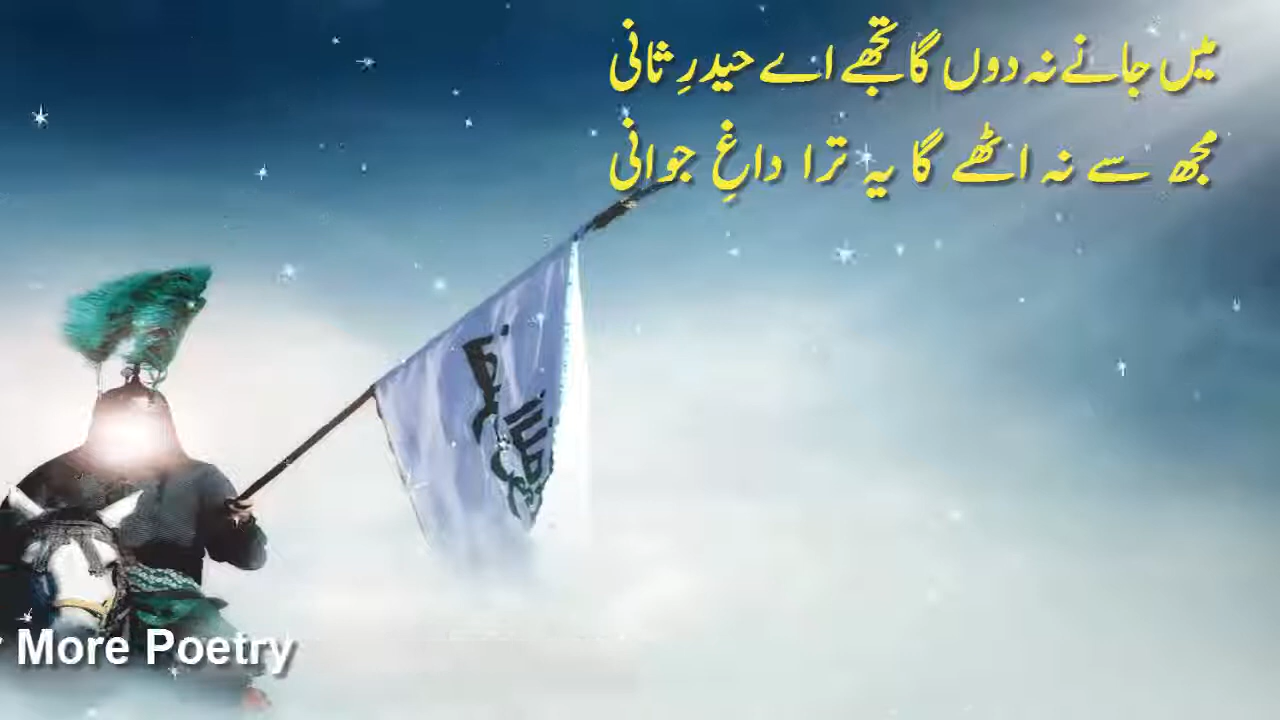 میں جانے نہ دوں گا تجھے اے حیدرِ ثانی
مجھ سے نہ اٹھے گا یہ ترا داغِ جوانی
More Poetry